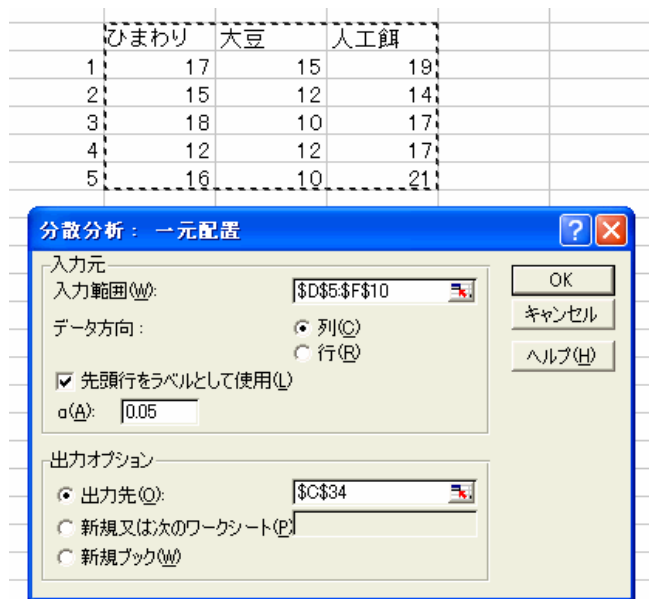 ひまわり 大豆 人工餌
1 17 15 19
2 15 12 14
3 18 10 17
4 12 12 17
5 16 10 21
分散分析： 一元配置
入力元
入力範囲(W): $D$5:$F$10
データ方向： 列(C)
行(R)
先頭行をラベルとして使用(L)
α(A): 0.05
OK
キャンセル
ヘルプ(H)
出力オプション
出力先(O): $C$34
新規又は次のワークシート(P)
新規ブック(W)